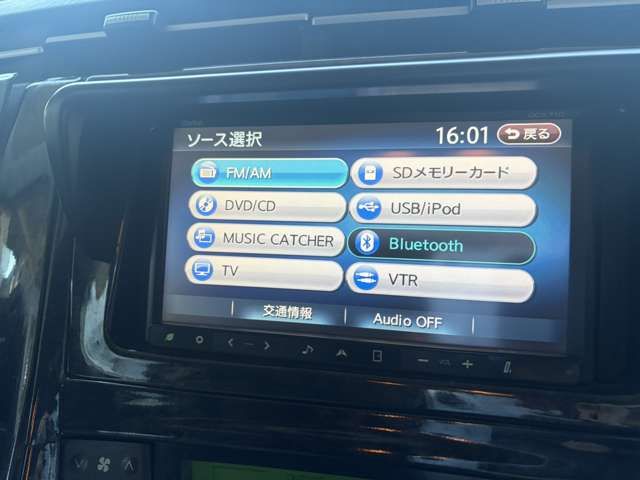 ソース選択 16:01 戻る
FM/AM SDメモリーカード
DVD/CD USB/iPod
MUSIC CATCHER Bluetooth
TV VTR
交通情報 Audio OFF